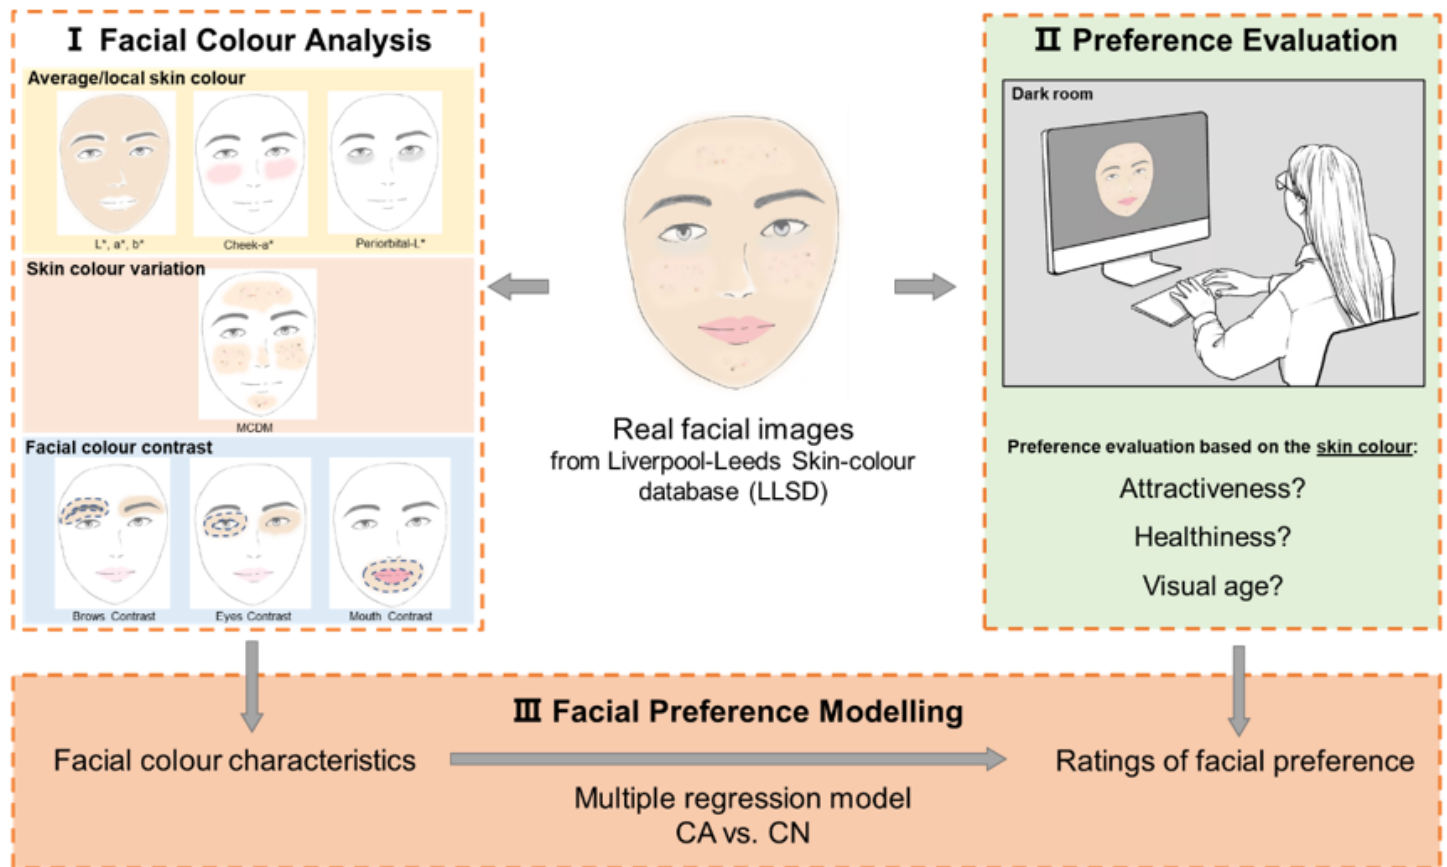 Ⅰ Facial Colour Analysis
Average/local skin colour
L*, a*, b*
Cheek-a*
Periorbital-L*
Skin colour variation
MCDM
Facial colour contrast
Brows Contrast
Eyes Contrast
Mouth Contrast
Real facial images
from Liverpool-Leeds Skin-colour
database (LLSD)
Ⅱ Preference Evaluation
Dark room
Preference evaluation based on the skin colour:
Attractiveness?
Healthiness?
Visual age?
Ⅲ Facial Preference Modelling
Facial colour characteristics
Multiple regression model
CA vs. CN
Ratings of facial preference